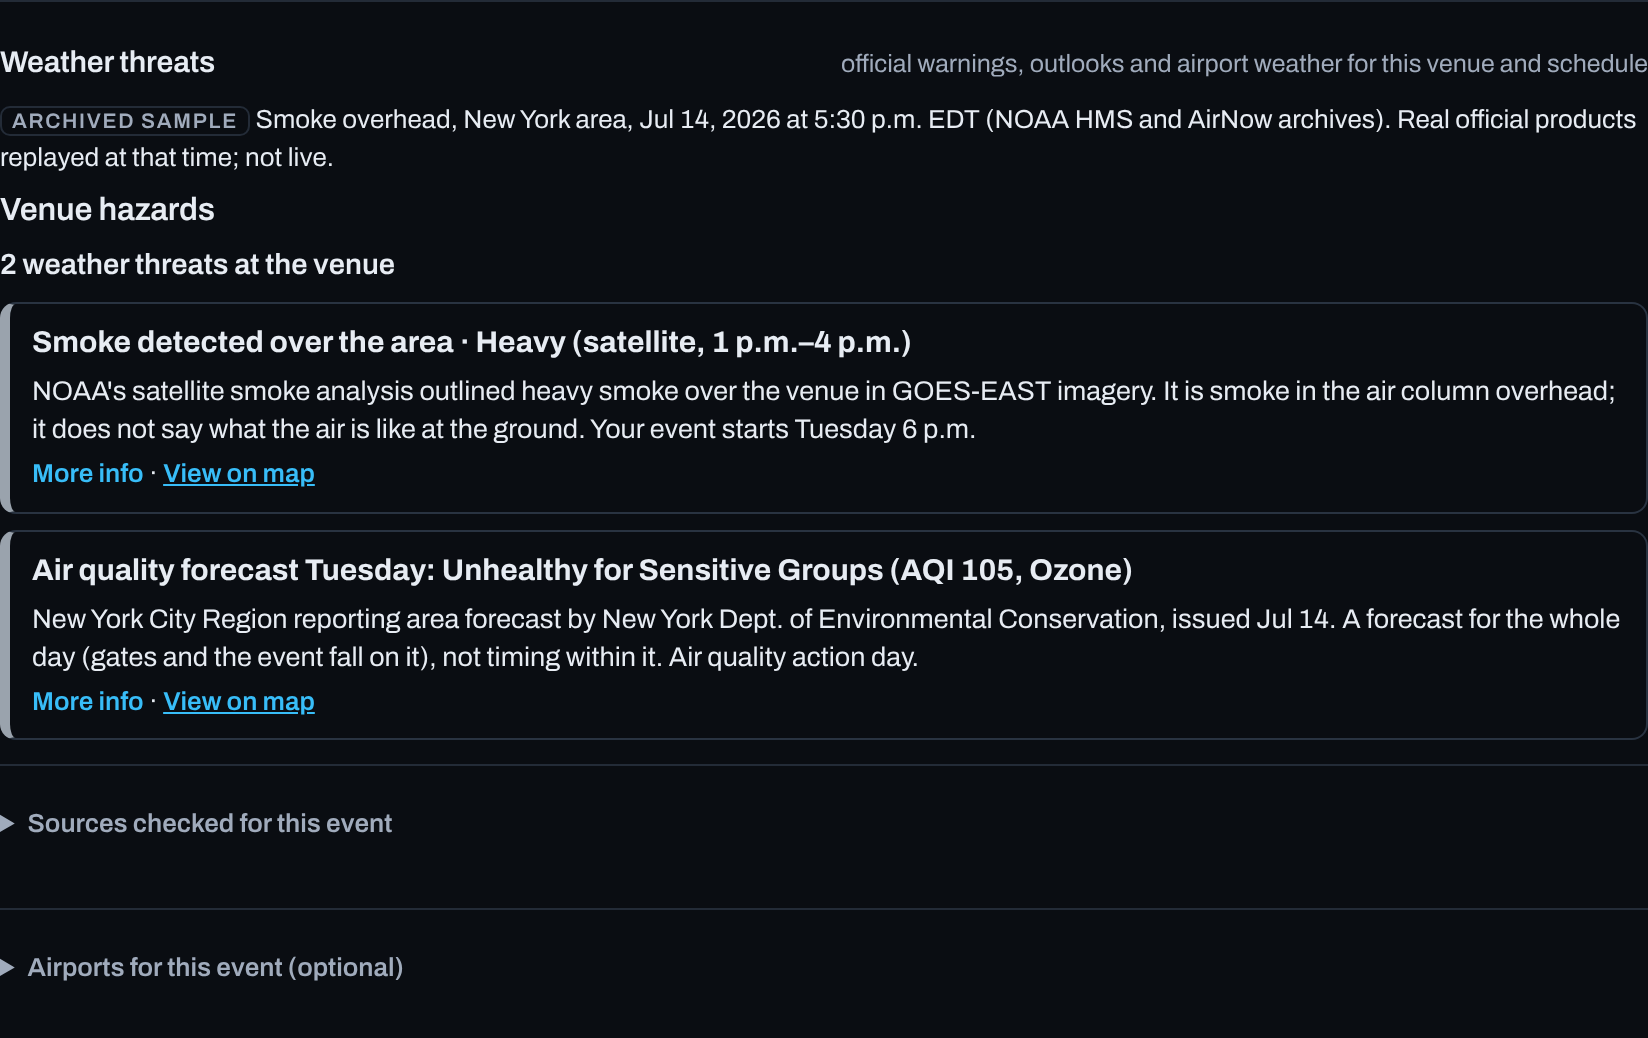 Weather threats
official warnings, outlooks and airport weather for this venue and schedule
ARCHIVED SAMPLE Smoke overhead, New York area, Jul 14, 2026 at 5:30 p.m. EDT (NOAA HMS and AirNow archives). Real official products
replayed at that time; not live.
Venue hazards
2 weather threats at the venue
Smoke detected over the area · Heavy (satellite, 1 p.m.–4 p.m.)
NOAA's satellite smoke analysis outlined heavy smoke over the venue in GOES-EAST imagery. It is smoke in the air column overhead;
it does not say what the air is like at the ground. Your event starts Tuesday 6 p.m.
More info · View on map
Air quality forecast Tuesday: Unhealthy for Sensitive Groups (AQI 105, Ozone)
New York City Region reporting area forecast by New York Dept. of Environmental Conservation, issued Jul 14. A forecast for the whole
day (gates and the event fall on it), not timing within it. Air quality action day.
More info · View on map
Sources checked for this event
Airports for this event (optional)